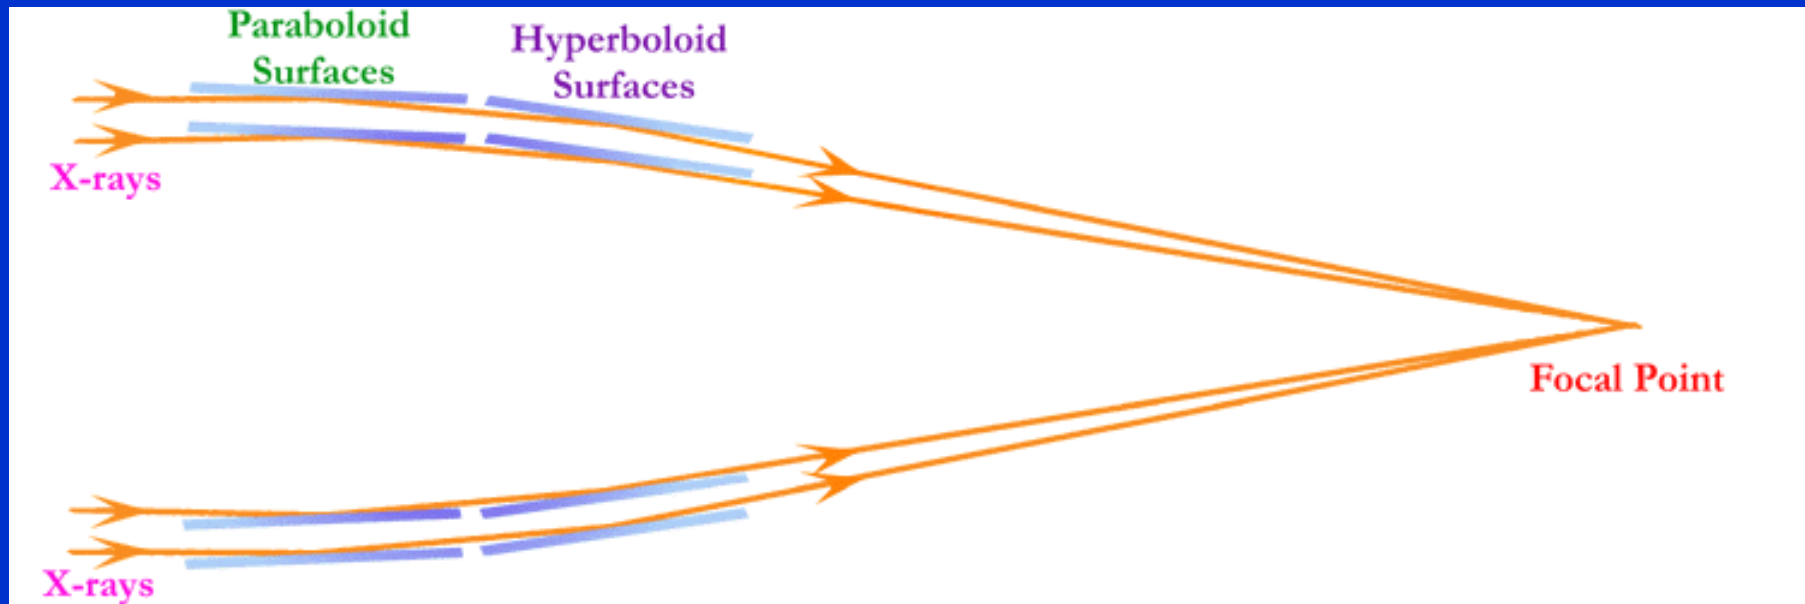 Paraboloid
Surfaces
Hyperboloid
Surfaces
X-rays
Focal Point
X-rays